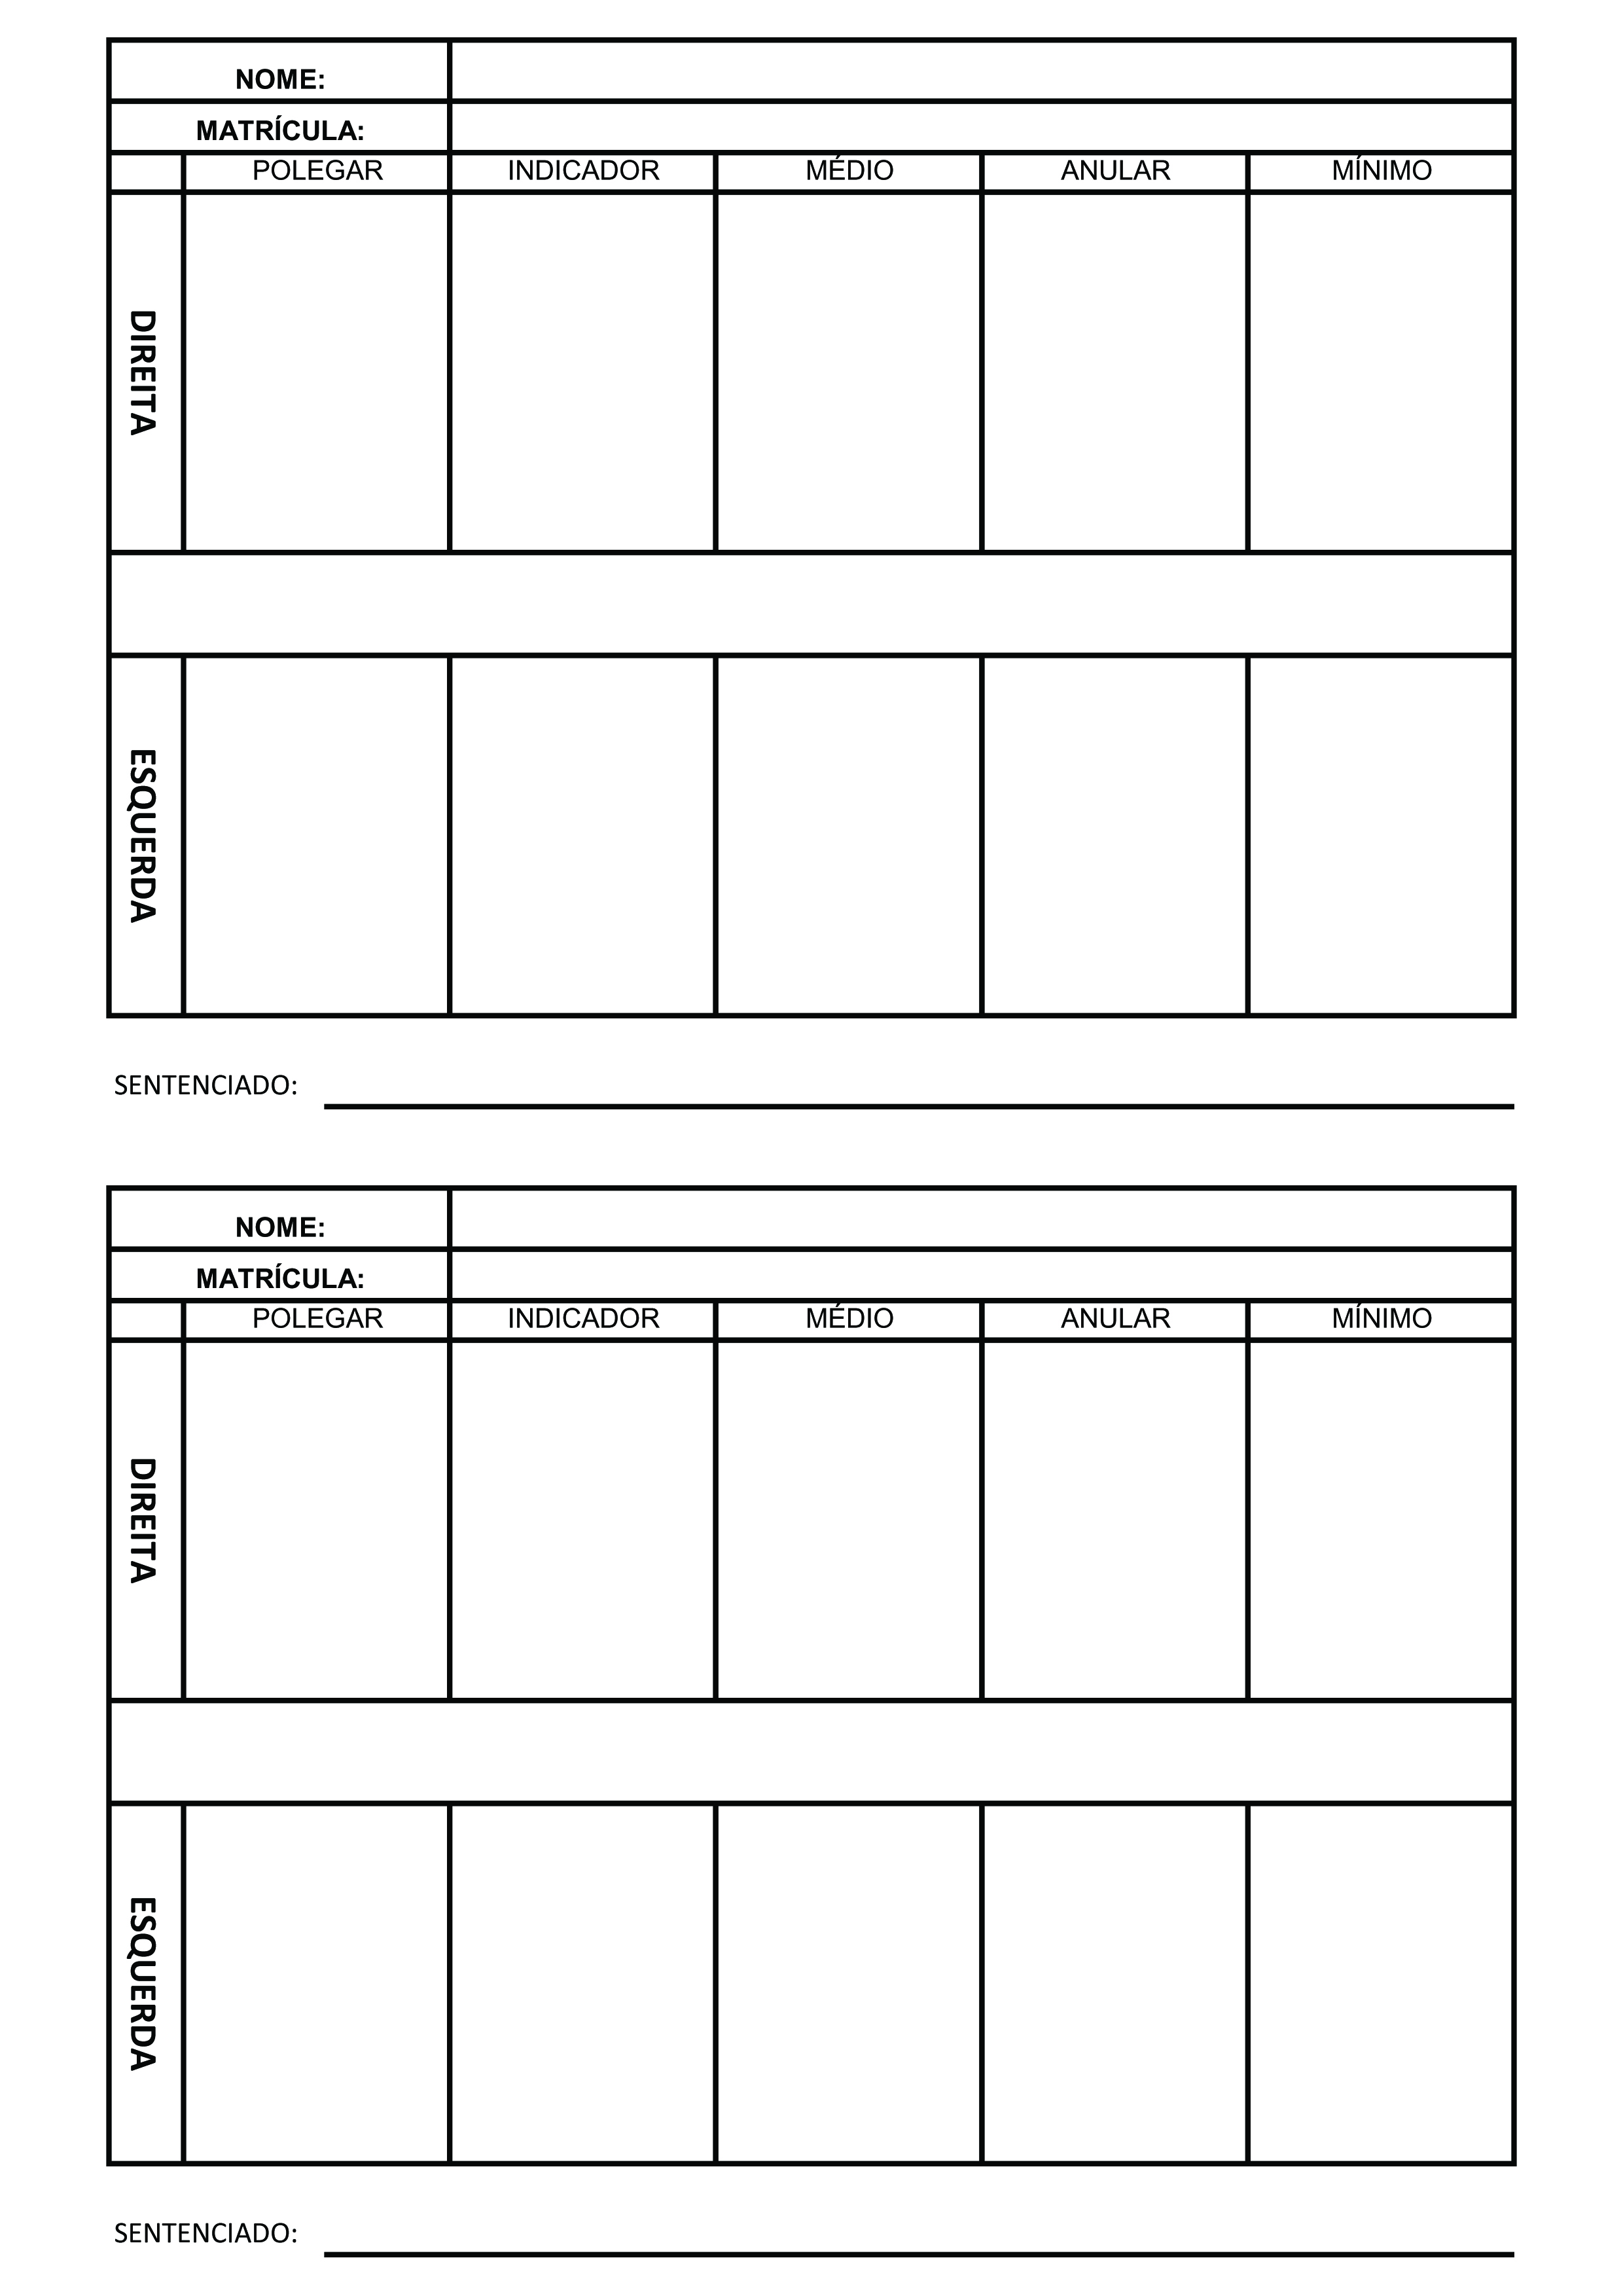 NOME:
MATRÍCULA:
POLEGAR INDICADOR MÉDIO ANULAR MÍNIMO
DIREITA
ESQUERDA
SENTENCIADO:
NOME:
MATRÍCULA:
POLEGAR INDICADOR MÉDIO ANULAR MÍNIMO
DIREITA
ESQUERDA
SENTENCIADO: